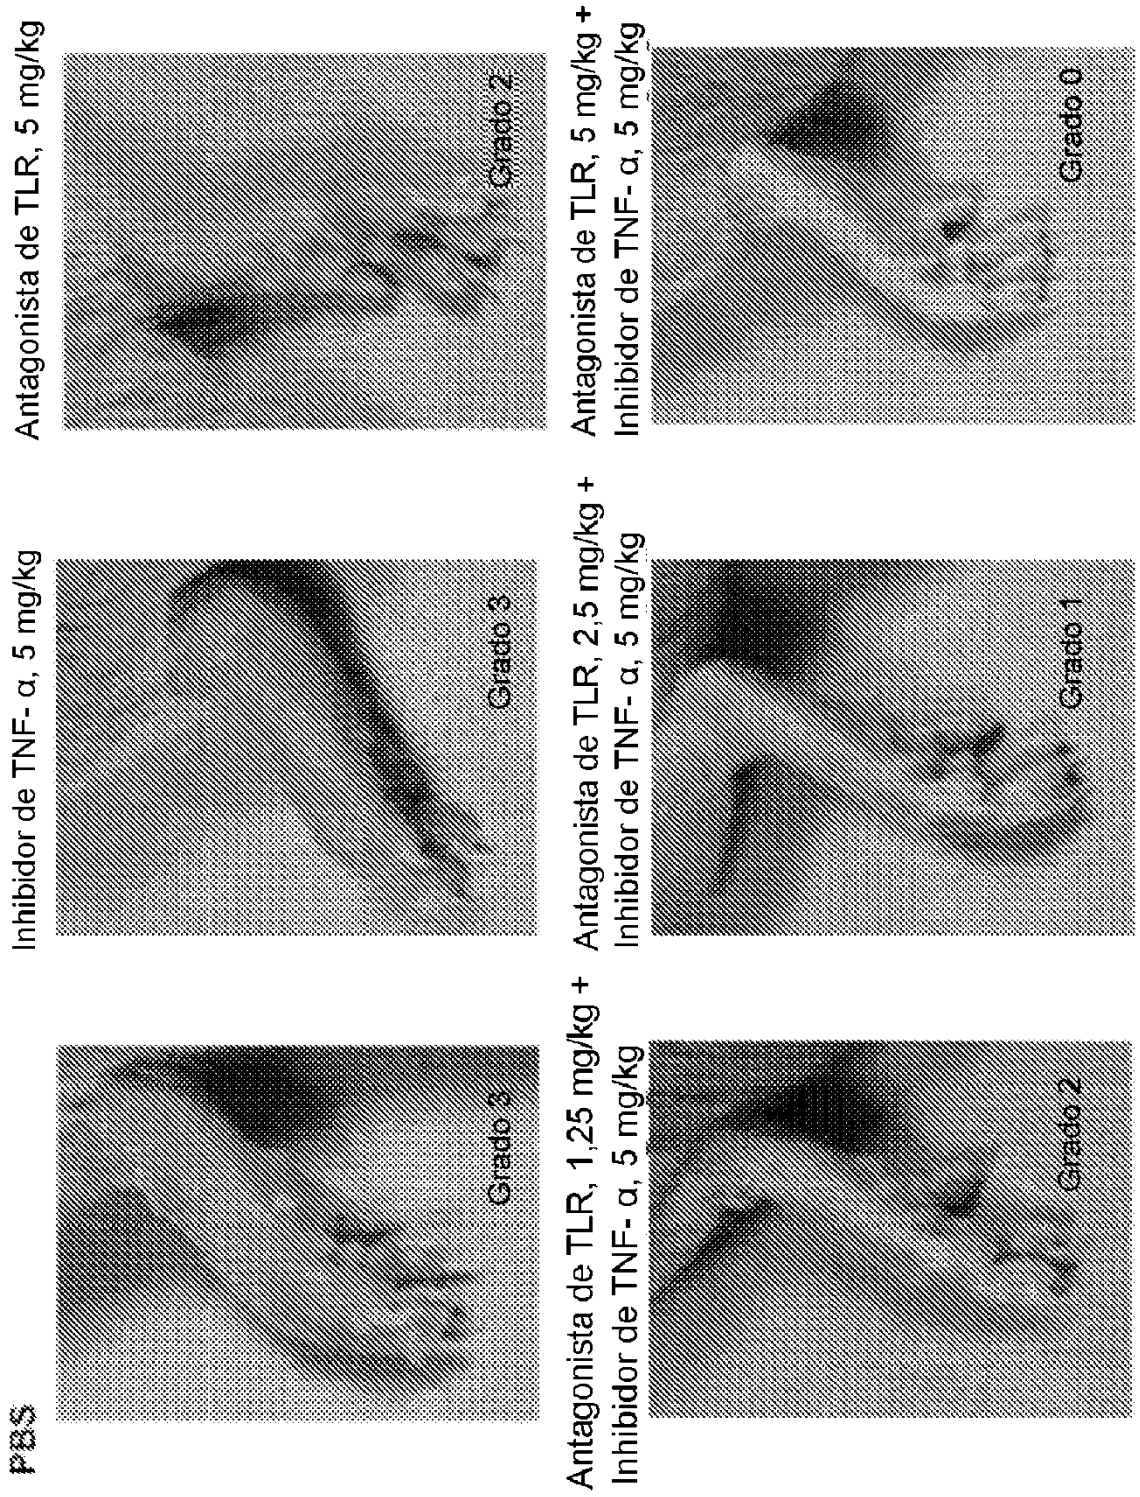 PBS
Grado 3
Inhibidor de TNF- α, 5 mg/kg
Grado 3
Antagonista de TLR, 5 mg/kg
Grado 2
Antagonista de TLR, 1,25 mg/kg +
Inhibidor de TNF- α, 5 mg/kg
Grado 2
Antagonista de TLR, 2,5 mg/kg +
Inhibidor de TNF- α, 5 mg/kg
Grado 1
Antagonista de TLR, 5 mg/kg +
Inhibidor de TNF- α, 5 mg/kg
Grado 0